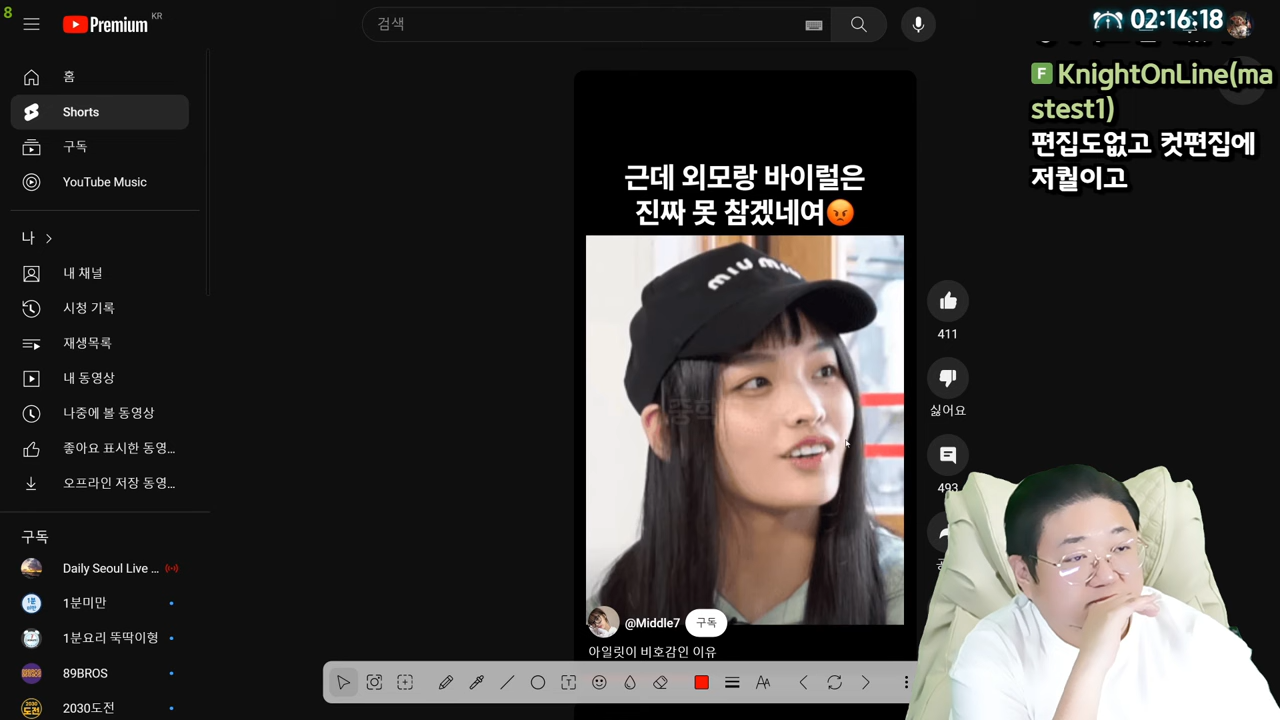 8
Premium KR
검색
02:16:18
홈
Shorts
구독
YouTube Music
나
내 채널
시청 기록
재생목록
내 동영상
나중에 볼 동영상
좋아요 표시한 동영...
오프라인 저장 동영...
구독
Daily Seoul Live ...
1분미만
1분요리 뚝딱이형
89BROS
2030도전
근데 외모랑 바이럴은
진짜 못 참겠네여😡
MIU MIU
@Middle7 구독
아일릿이 비호감인 이유
411
싫어요
493
F KnightOnLine(ma
stest1)
편집도없고 컷편집에
저퀄이고